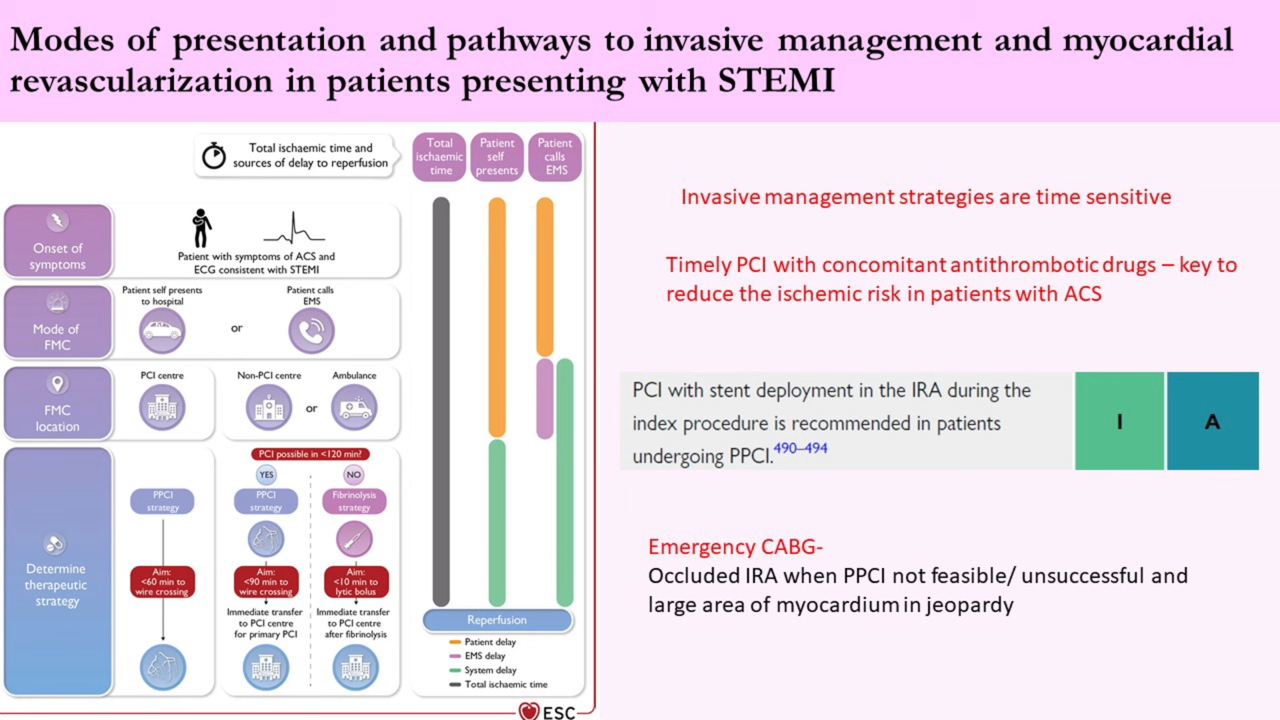 Modes of presentation and pathways to invasive management and myocardial
revascularization in patients presenting with STEMI
Total ischaemic time and
sources of delay to reperfusion
Total
ischaemic
time
Patient
self
presents
Patient
calls
EMS
Onset of
symptoms
Patient with symptoms of ACS and
ECG consistent with STEMI
Mode of
FMC
Patient self presents
to hospital
or
Patient calls
EMS
FMC
location
PCI centre
Non-PCI centre
or
Ambulance
Determine
therapeutic
strategy
PPCI
strategy
Aim:
<60 min to
wire crossing
PCI possible in <120 min?
YES
NO
PPCI
strategy
Fibrinolysis
strategy
Aim:
<90 min to
wire crossing
Aim:
<10 min to
lytic bolus
Immediate transfer
to PCI centre
for primary PCI
Immediate transfer
to PCI centre
after fibrinolysis
Reperfusion
Patient delay
EMS delay
System delay
Total ischaemic time
ESC
Invasive management strategies are time sensitive
Timely PCI with concomitant antithrombotic drugs – key to
reduce the ischemic risk in patients with ACS
PCI with stent deployment in the IRA during the
index procedure is recommended in patients
undergoing PPCI.490–494
I
A
Emergency CABG-
Occluded IRA when PPCI not feasible/ unsuccessful and
large area of myocardium in jeopardy